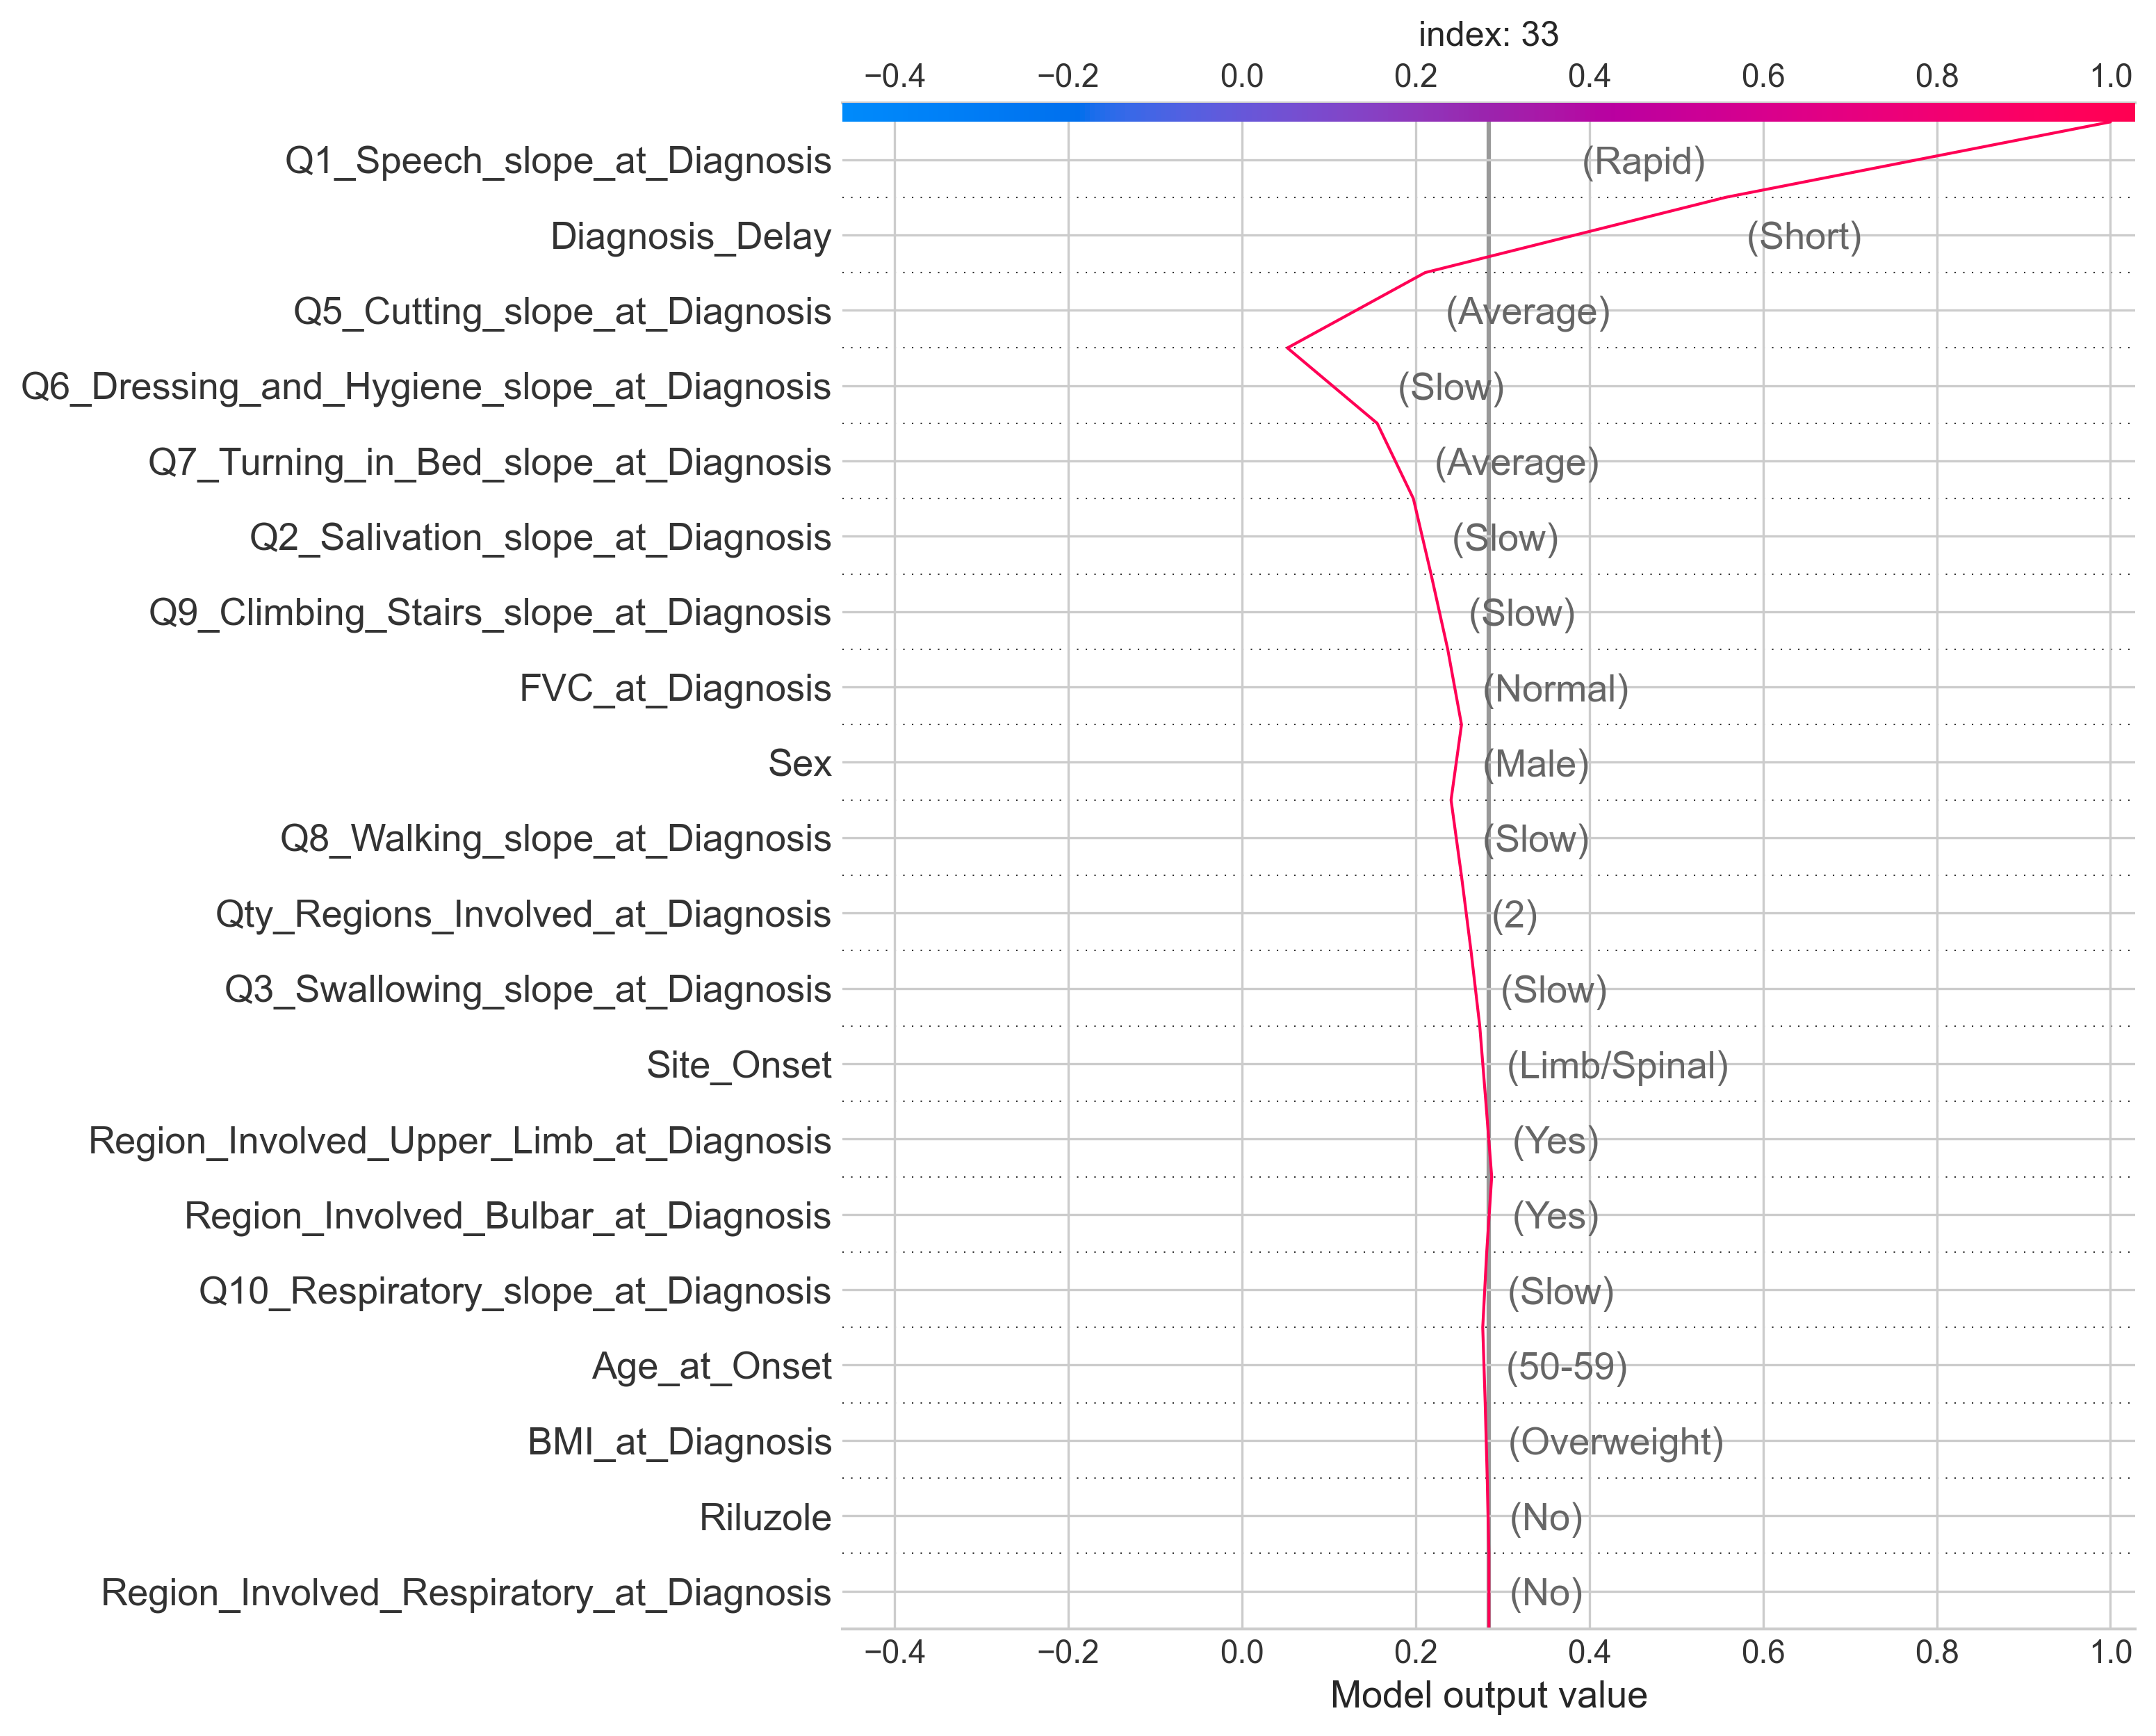 index: 33
−0.4 −0.2 0.0 0.2 0.4 0.6 0.8 1.0
Q1_Speech_slope_at_Diagnosis (Rapid)
Diagnosis_Delay (Short)
Q5_Cutting_slope_at_Diagnosis (Average)
Q6_Dressing_and_Hygiene_slope_at_Diagnosis (Slow)
Q7_Turning_in_Bed_slope_at_Diagnosis (Average)
Q2_Salivation_slope_at_Diagnosis (Slow)
Q9_Climbing_Stairs_slope_at_Diagnosis (Slow)
FVC_at_Diagnosis (Normal)
Sex (Male)
Q8_Walking_slope_at_Diagnosis (Slow)
Qty_Regions_Involved_at_Diagnosis (2)
Q3_Swallowing_slope_at_Diagnosis (Slow)
Site_Onset (Limb/Spinal)
Region_Involved_Upper_Limb_at_Diagnosis (Yes)
Region_Involved_Bulbar_at_Diagnosis (Yes)
Q10_Respiratory_slope_at_Diagnosis (Slow)
Age_at_Onset (50-59)
BMI_at_Diagnosis (Overweight)
Riluzole (No)
Region_Involved_Respiratory_at_Diagnosis (No)
−0.4 −0.2 0.0 0.2 0.4 0.6 0.8 1.0
Model output value